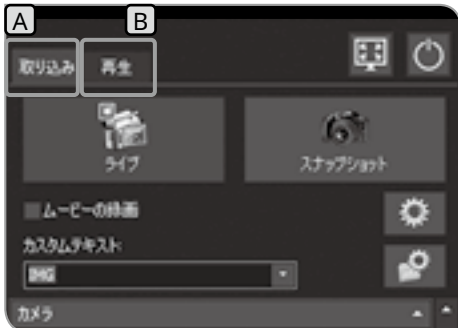 A B
取り込み 再生
ライブ スナップショット
ムービーの録画
カスタムテキスト:
IMG
カメラ